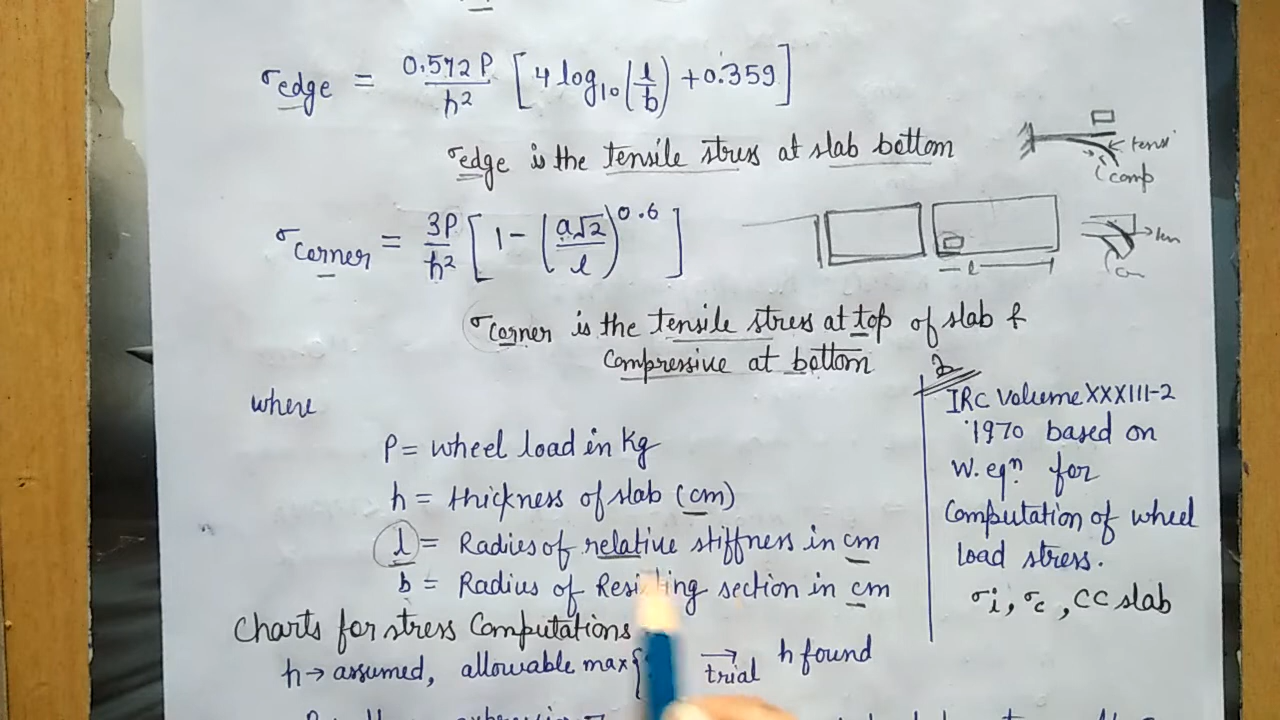 σedge = 0.572 P / h² [4 log₁₀ (l/b) + 0.359]
tensi
σedge is the tensile stress at slab bottom
comp
σcorner = 3P / h² [1 - (a√2 / l)^0.6]
ten
l
σcorner is the tensile stress at top of slab &
Compressive at bottom
where
P = wheel load in Kg
h = thickness of slab (cm)
l = Radies of relative stiffness in cm
b = Radius of Resisting section in cm
IRC Volume XXXIII-2
1970 based on
W. eqⁿ for
Computation of wheel
load stress.
σi, σc, CC slab
Charts for stress Computations
h → assumed, allowable max { → trial h found